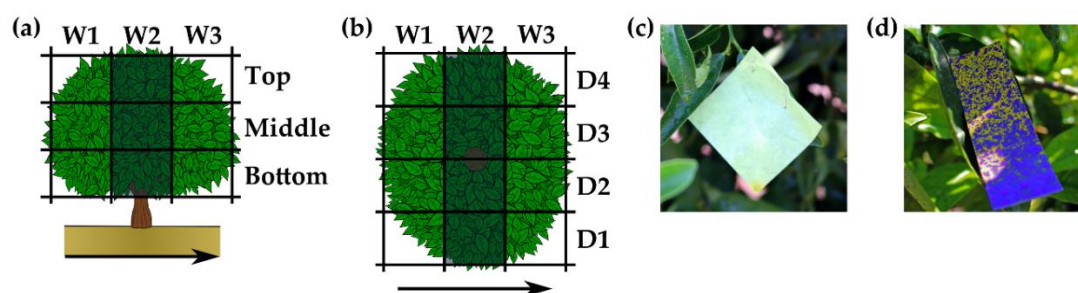 (a) W1 W2 W3
Top
Middle
Bottom
(b) W1 W2 W3
D4
D3
D2
D1
(c)
(d)